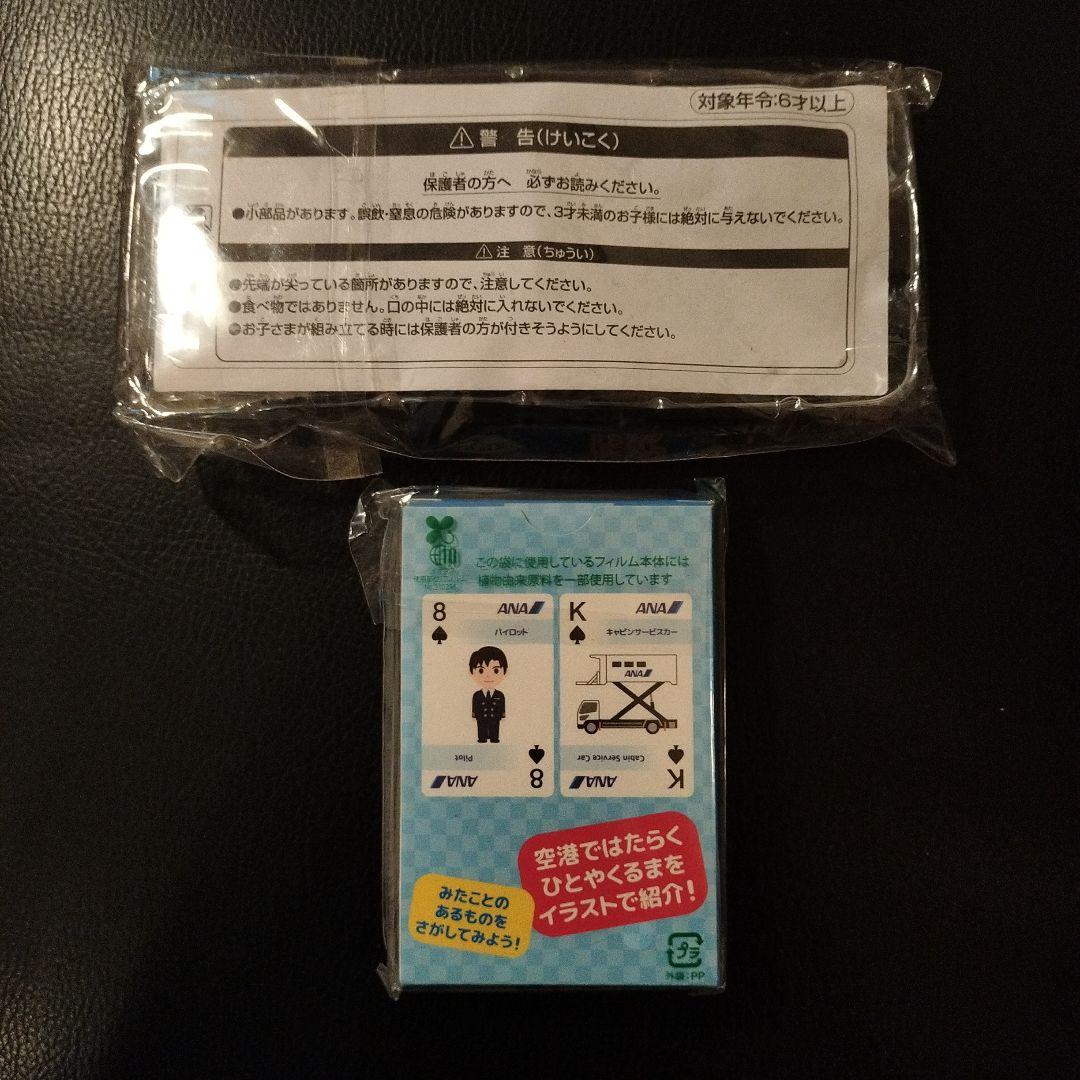 対象年令:6才以上
⚠警 告(けいこく)
保護者の方へ 必ずお読みください。
●小部品があります。誤飲・窒息の危険がありますので、3才未満のお子様には絶対に与えないでください。
⚠注 意(ちゅうい)
●先端が尖っている箇所がありますので、注意してください。
●食べ物ではありません。口の中には絶対に入れないでください。
●お子さまが組み立てる時には保護者の方が付きそうようにしてください。
この袋に使用しているフィルム本体には
植物由来原料を一部使用しています
8 ANA
パイロット
Pilot
8 ANA
K ANA
キャビンサービスカー
ANA
Cabin Service Car
K ANA
空港ではたらく
ひとやくるまを
イラストで紹介!
みたことの
あるものを
さがしてみよう!
プラ
外袋:PP